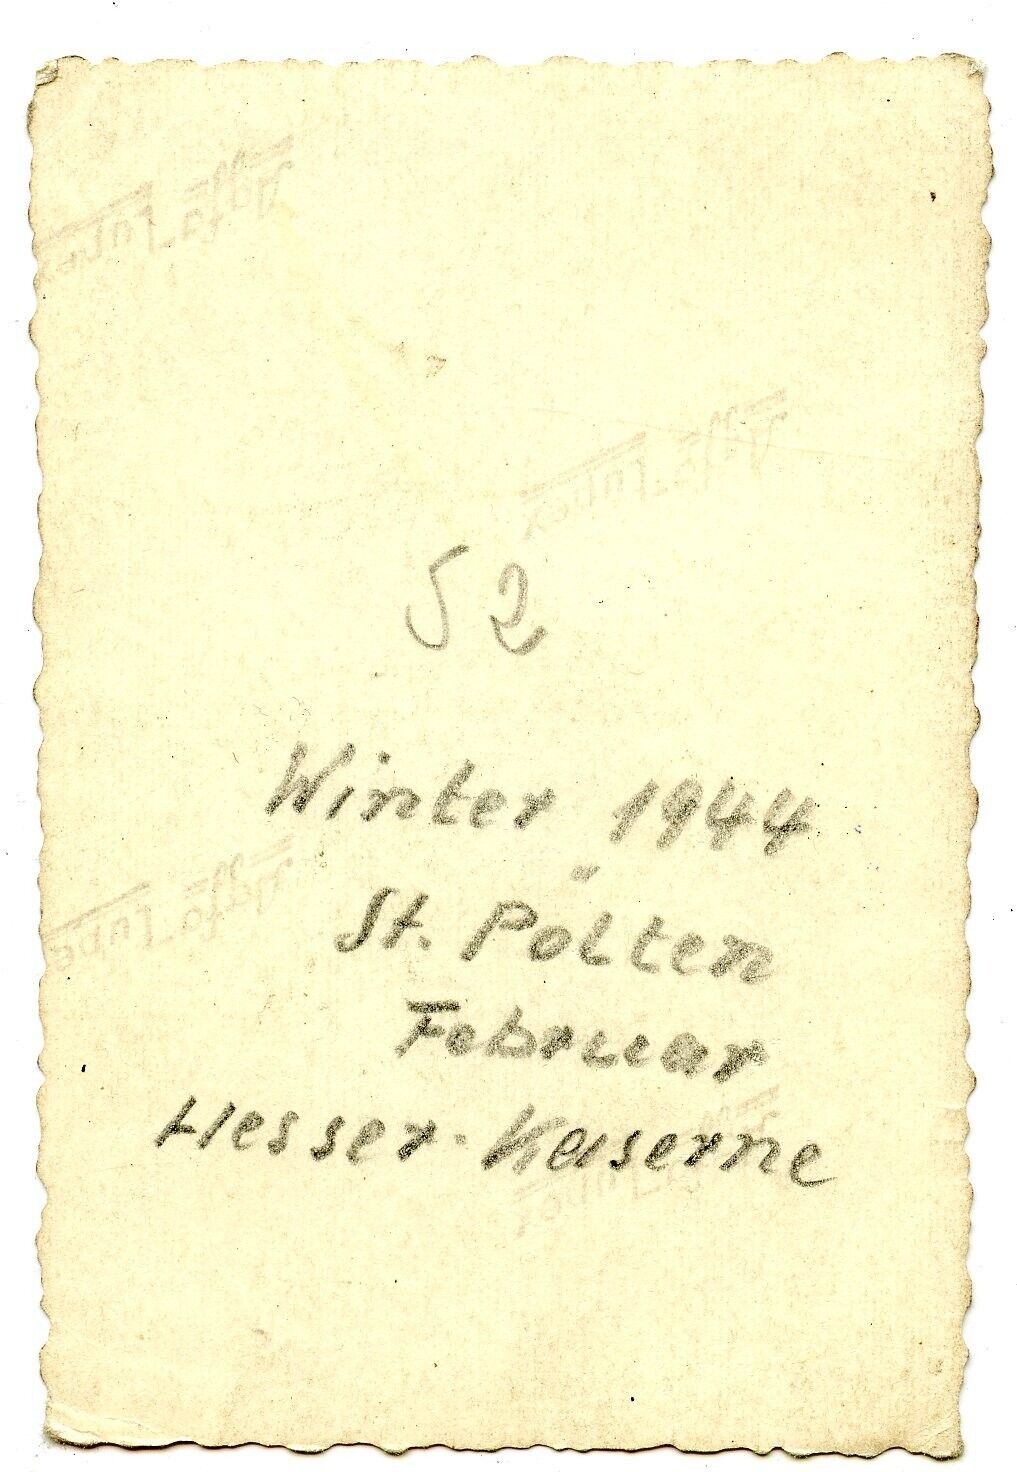 52
Winter 1944
St. Pölten
Februar
Hesser-Kaserne